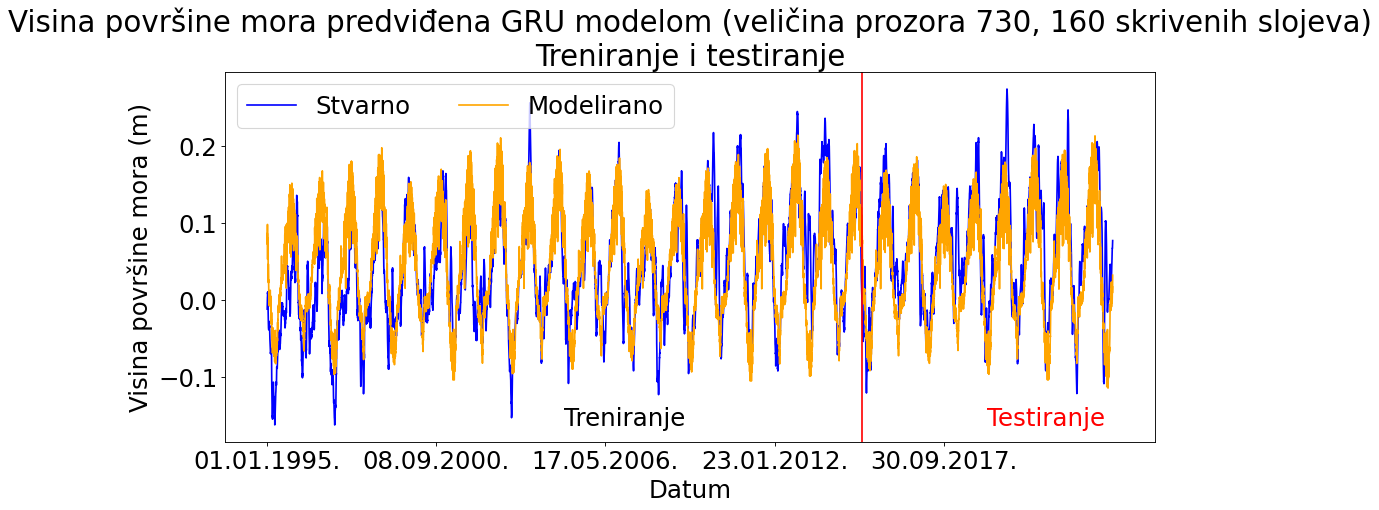 Visina površine mora predviđena GRU modelom (veličina prozora 730, 160 skrivenih slojeva)
Treniranje i testiranje
Stvarno
Modelirano
Visina površine mora (m)
0.2
0.1
0.0
−0.1
Treniranje
Testiranje
01.01.1995.
08.09.2000.
17.05.2006.
23.01.2012.
30.09.2017.
Datum